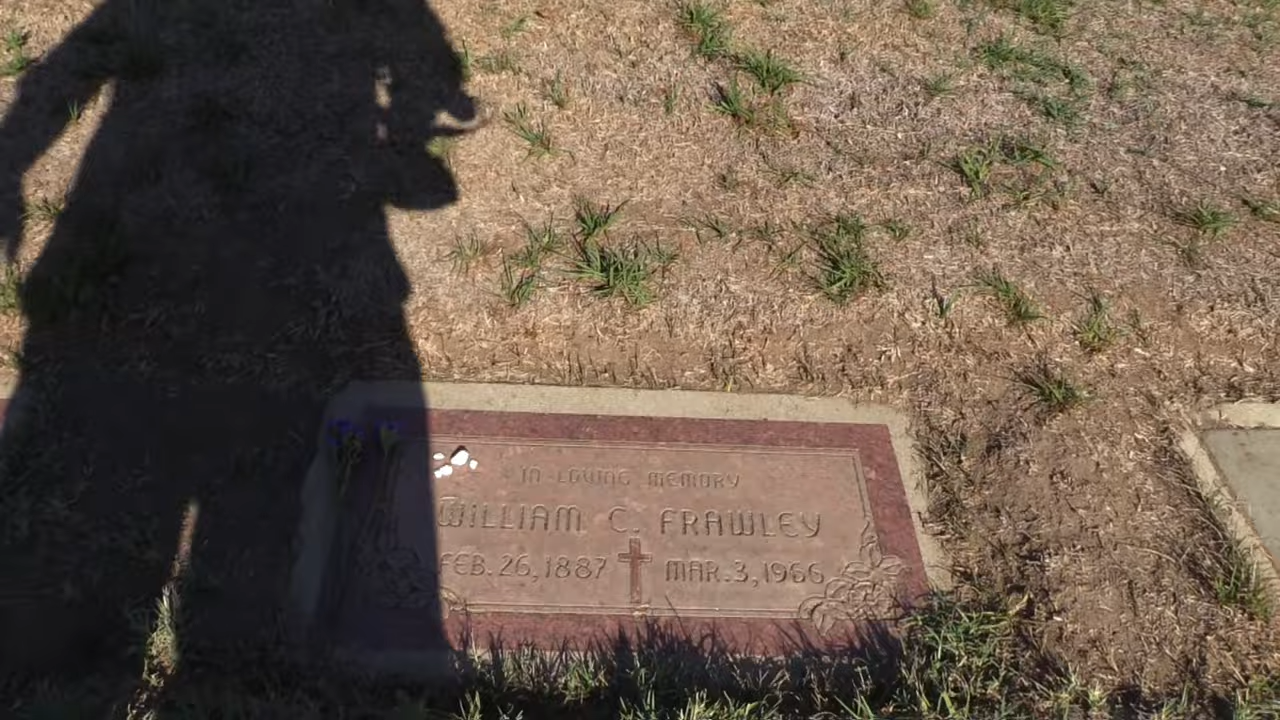 IN LOVING MEMORY
WILLIAM C. FRAWLEY
FEB. 26, 1887 MAR. 3, 1966